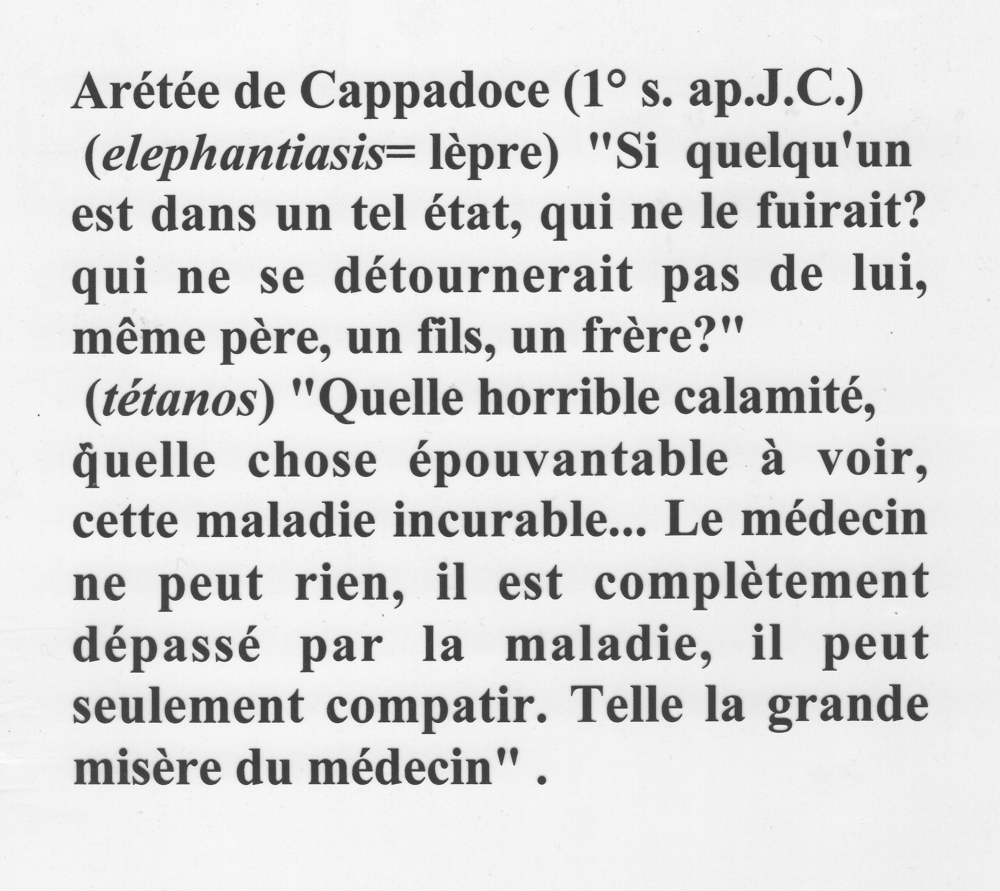 Arétée de Cappadoce (1° s. ap.J.C.)
(elephantiasis= lèpre) "Si quelqu'un
est dans un tel état, qui ne le fuirait?
qui ne se détournerait pas de lui,
même père, un fils, un frère?"
(tétanos) "Quelle horrible calamité,
quelle chose épouvantable à voir,
cette maladie incurable... Le médecin
ne peut rien, il est complètement
dépassé par la maladie, il peut
seulement compatir. Telle la grande
misère du médecin" .